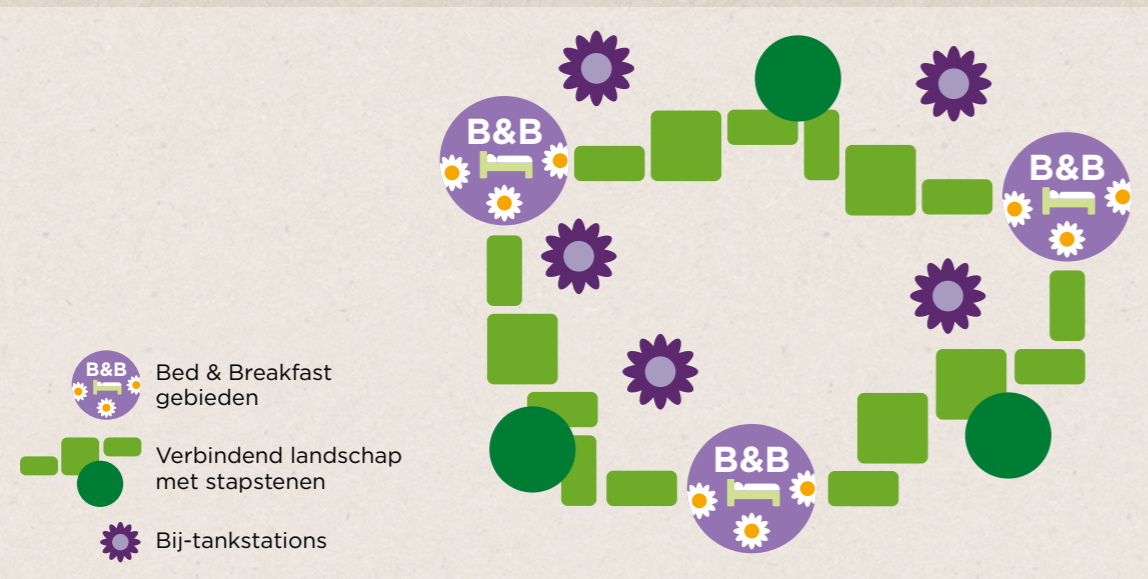 B&B
B&B
B&B
B&B
Bed & Breakfast
gebieden
Verbindend landschap
met stapstenen
Bij-tankstations